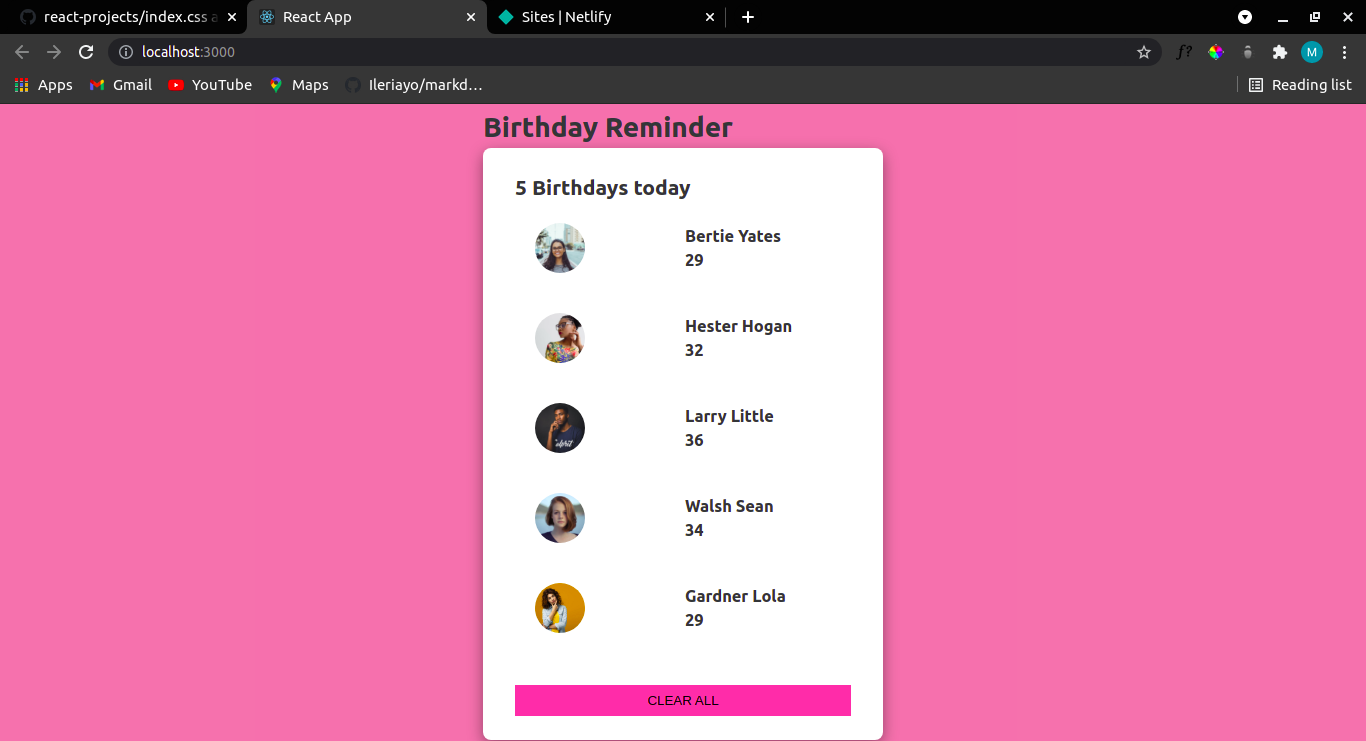 react-projects/index.css a
React App
Sites | Netlify
localhost:3000
f?
M
Apps
Gmail
YouTube
Maps
Ileriayo/markd...
Reading list
Birthday Reminder
5 Birthdays today
Bertie Yates
29
Hester Hogan
32
Larry Little
36
Walsh Sean
34
Gardner Lola
29
CLEAR ALL